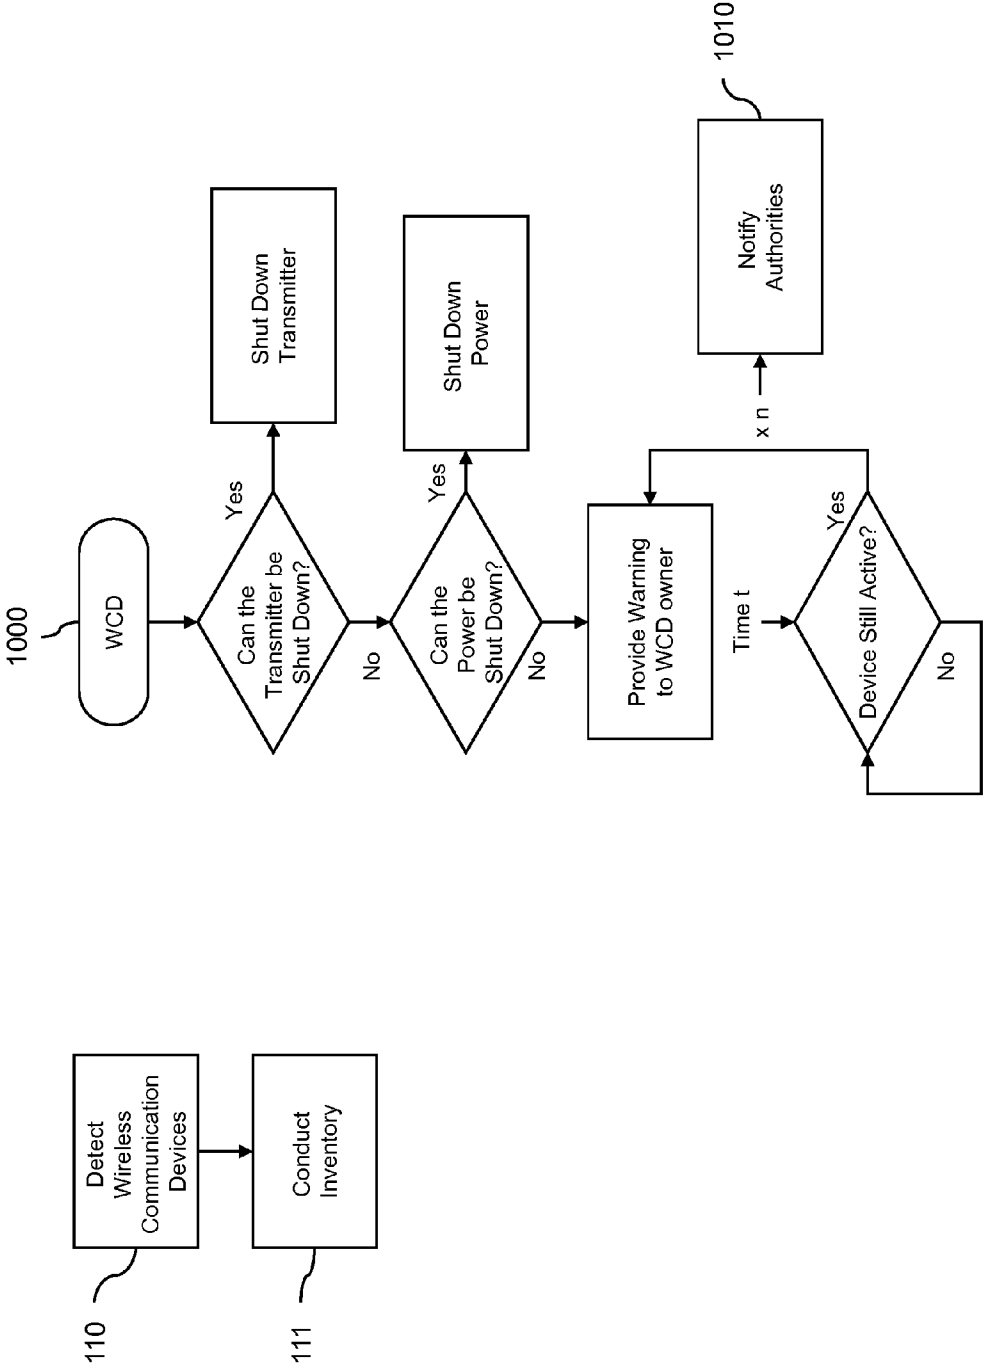 110
Detect
Wireless
Communication
Devices
111
Conduct
Inventory
1000
WCD
Can the
Transmitter be
Shut Down?
Yes
Shut Down
Transmitter
No
Can the
Power be
Shut Down?
Yes
Shut Down
Power
No
Provide Warning
to WCD owner
Time t
Device Still Active?
Yes
No
x n
Notify
Authorities
1010